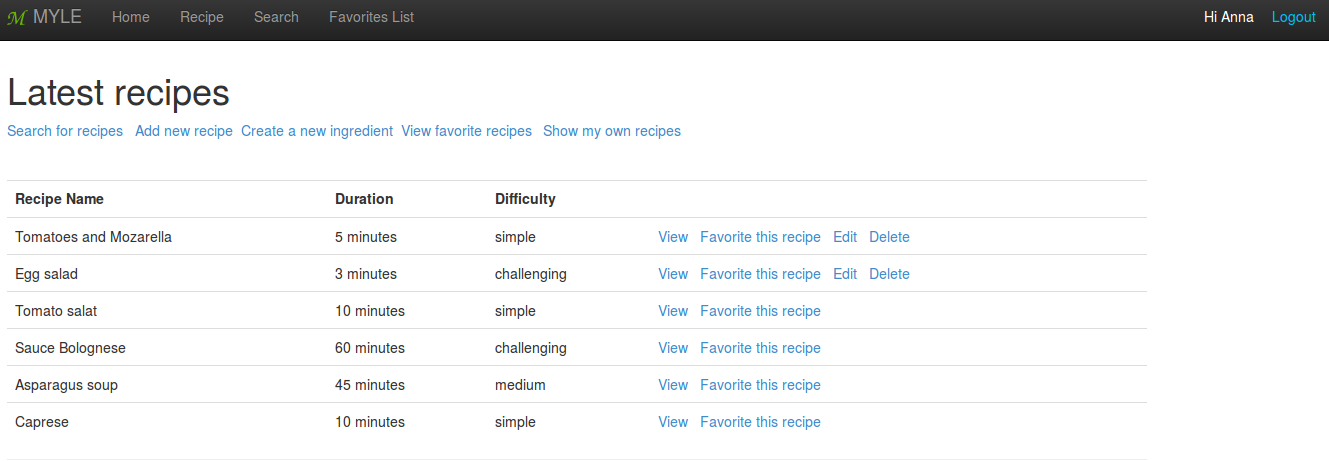 M MYLE Home Recipe Search Favorites List Hi Anna Logout
Latest recipes
Search for recipes Add new recipe Create a new ingredient View favorite recipes Show my own recipes
Recipe Name Duration Difficulty
Tomatoes and Mozarella 5 minutes simple View Favorite this recipe Edit Delete
Egg salad 3 minutes challenging View Favorite this recipe Edit Delete
Tomato salat 10 minutes simple View Favorite this recipe
Sauce Bolognese 60 minutes challenging View Favorite this recipe
Asparagus soup 45 minutes medium View Favorite this recipe
Caprese 10 minutes simple View Favorite this recipe